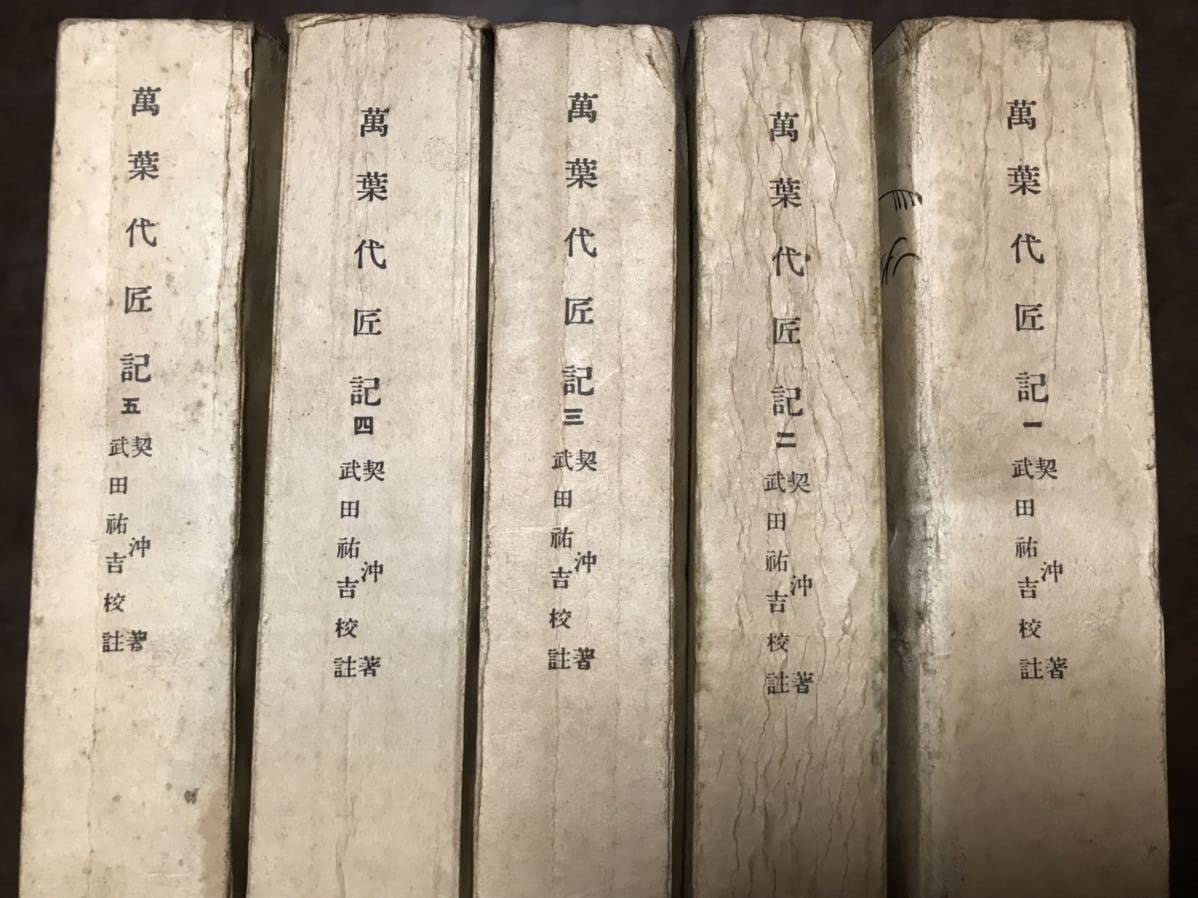 萬葉代匠記一
契沖著
武田祐吉校註
萬葉代匠記二
契沖著
武田祐吉校註
萬葉代匠記三
契沖著
武田祐吉校註
萬葉代匠記四
契沖著
武田祐吉校註
萬葉代匠記五
契沖著
武田祐吉校註